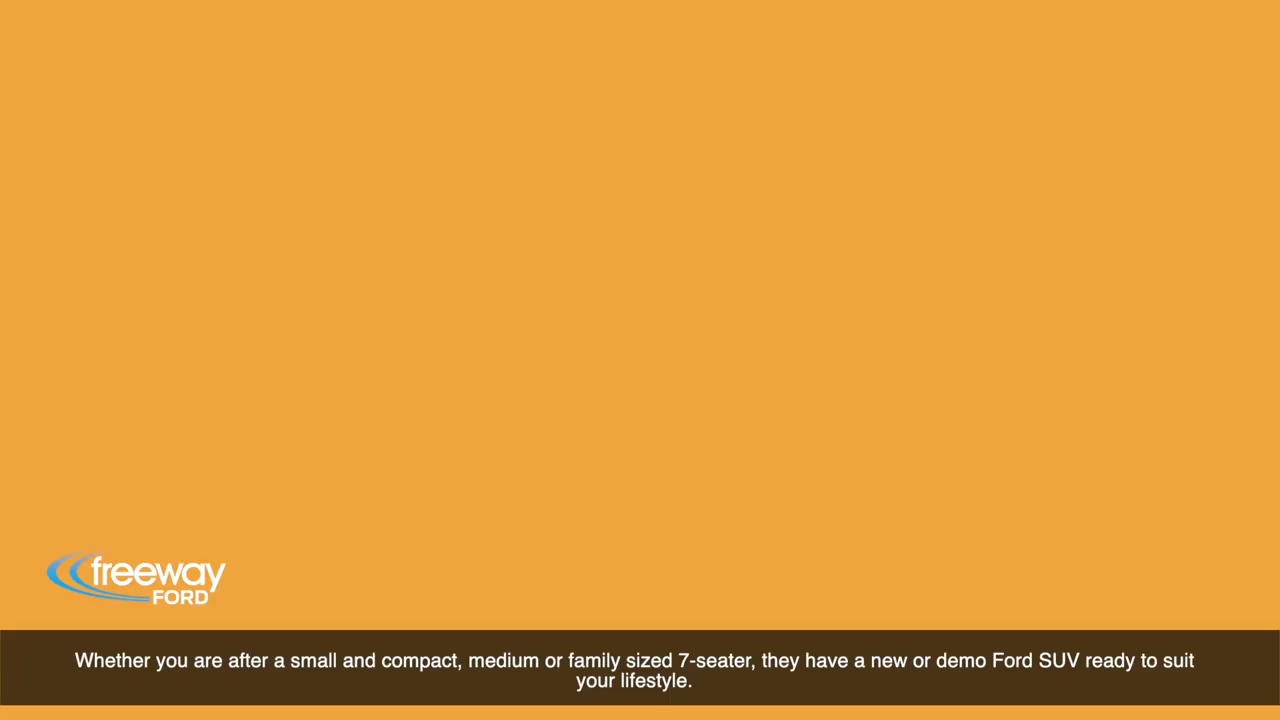 freeway
FORD
Whether you are after a small and compact, medium or family sized 7-seater, they have a new or demo Ford SUV ready to suit
your lifestyle.